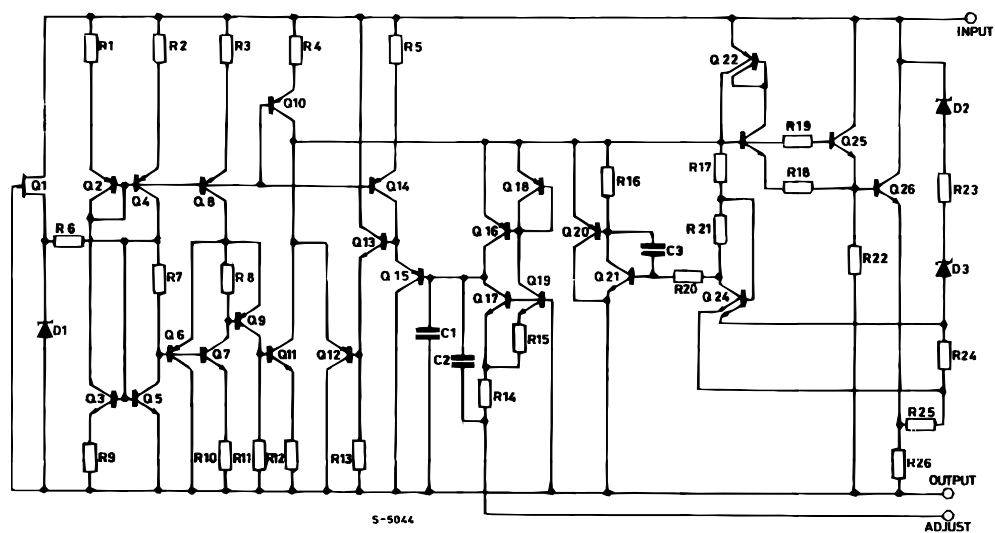 INPUT
R1 R2 R3 R4 R5
Q22
Q10
D2
R19
Q25
R17
R18
Q1 Q2 Q4 Q8 Q14 Q18 R16 Q26 R23
R6
Q13 Q16 Q20 C3 R21
R7 R8 Q15 Q19 Q21 R20 R22 D3
Q17 Q24
D1 Q6 Q9 C1
Q7 Q11 Q12 C2 R15 R24
Q3 Q5 R14
R25
R9 R10 R11 R12 R13 R26
OUTPUT
S-5044
ADJUST